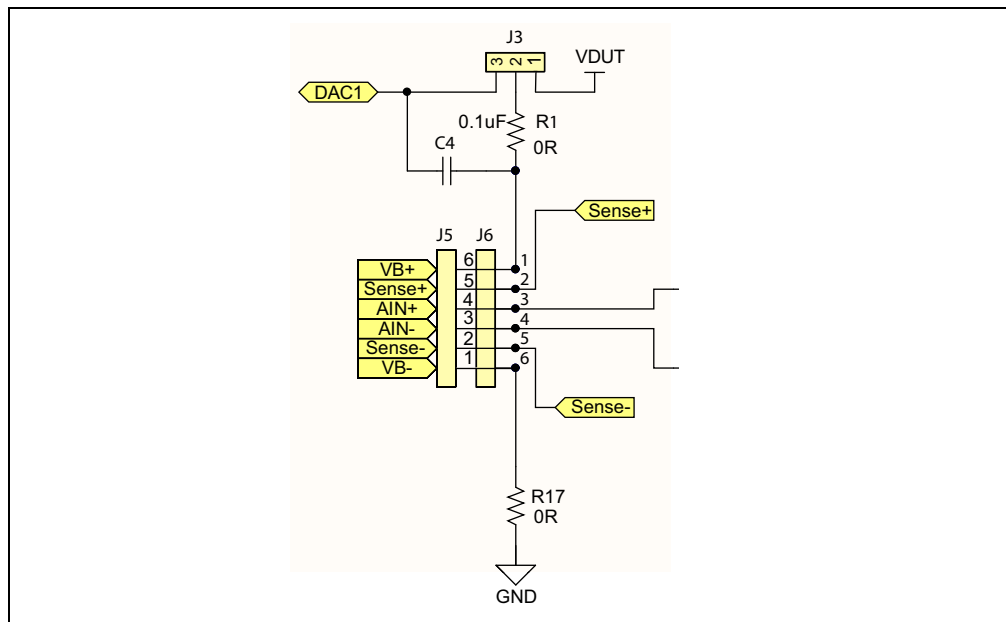 J3
3 2 1
VDUT
DAC1
0.1uF
R1
0R
C4
Sense+
J5
J6
VB+
6
1
Sense+
5
2
AIN+
4
3
AIN-
3
4
Sense-
2
5
VB-
1
6
Sense-
R17
0R
GND